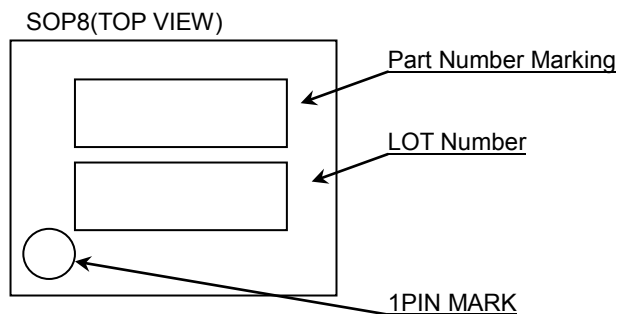 SOP8(TOP VIEW)
Part Number Marking
LOT Number
1PIN MARK